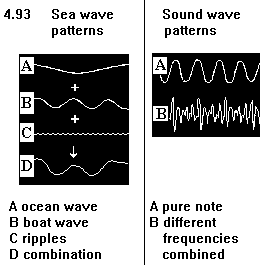 4.93 Sea wave patterns
Sound wave patterns
A
+
B
+
C
D
A
B
A ocean wave
B boat wave
C ripples
D combination
A pure note
B different
frequencies
combined